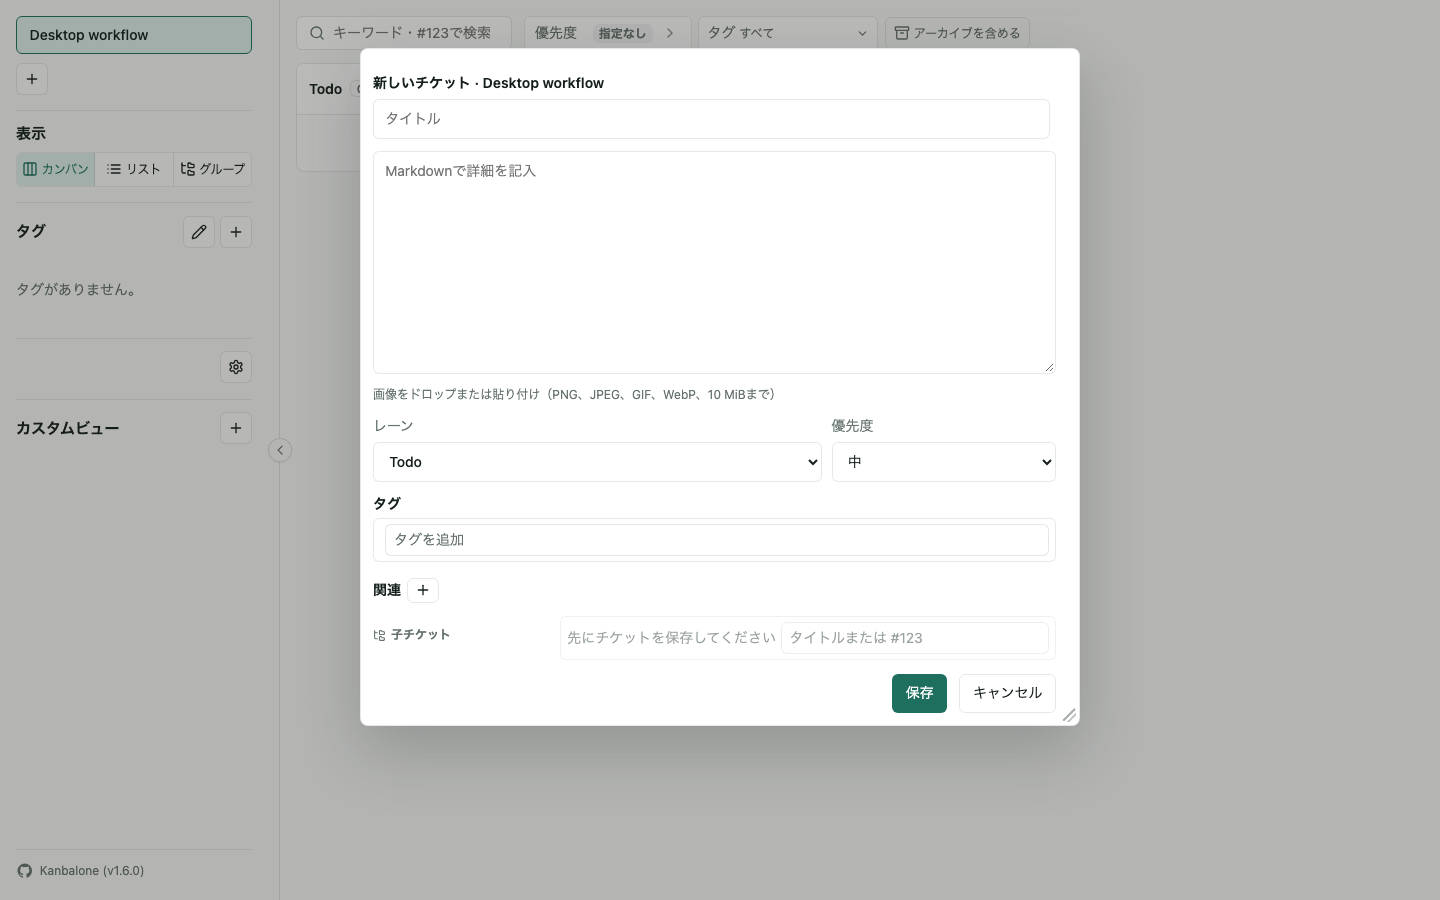 Desktop workflow
キーワード・#123で検索
優先度 指定なし
タグ すべて
アーカイブを含める
表示
カンバン
リスト
グループ
タグ
タグがありません。
カスタムビュー
Kanbalone (v1.6.0)
Todo
新しいチケット · Desktop workflow
タイトル
Markdownで詳細を記入
画像をドロップまたは貼り付け（PNG、JPEG、GIF、WebP、10 MiBまで）
レーン
優先度
Todo
中
タグ
タグを追加
関連
子チケット
先にチケットを保存してください
タイトルまたは #123
保存
キャンセル